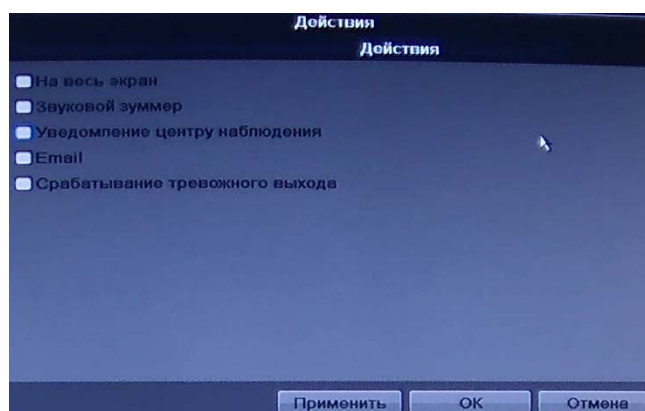 Действия
Действия
На весь экран
Звуковой зуммер
Уведомление центру наблюдения
Email
Срабатывание тревожного выхода
Применить
OK
Отмена